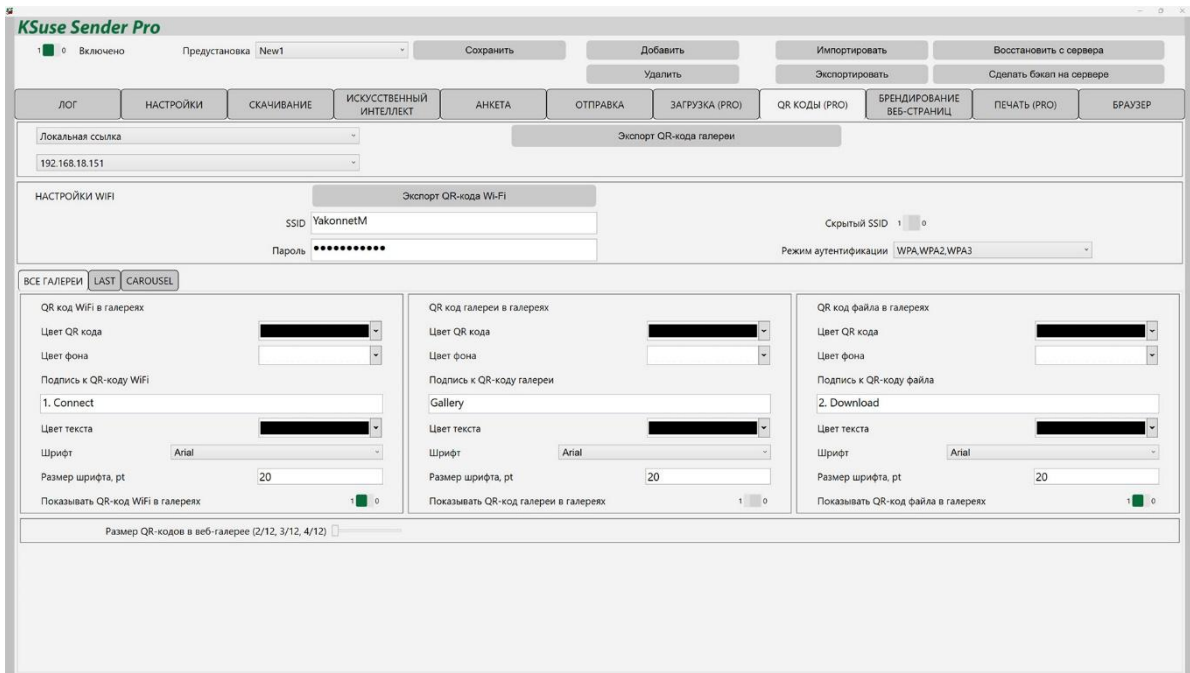 KSuse Sender Pro
1 0 Включено Предустановка New1 Сохранить Добавить Импортировать Восстановить с сервера
Удалить Экспортировать Сделать бэкап на сервере
ЛОГ НАСТРОЙКИ СКАЧИВАНИЕ ИСКУССТВЕННЫЙ ИНТЕЛЛЕКТ АНКЕТА ОТПРАВКА ЗАГРУЗКА (PRO) QR КОДЫ (PRO) БРЕНДИРОВАНИЕ ВЕБ-СТРАНИЦ ПЕЧАТЬ (PRO) БРАУЗЕР
Локальная ссылка Экспорт QR-кода галереи
192.168.18.151
НАСТРОЙКИ WIFI Экспорт QR-кода Wi-Fi
SSID YakonnetM Скрытый SSID 1 0
Пароль ●●●●●●●●●●● Режим аутентификации WPA,WPA2,WPA3
ВСЕ ГАЛЕРЕИ LAST CAROUSEL
QR код WiFi в галереях QR код галереи в галереях QR код файла в галереях
Цвет QR кода Цвет QR кода Цвет QR кода
Цвет фона Цвет фона Цвет фона
Подпись к QR-коду WiFi Подпись к QR-коду галереи Подпись к QR-коду файла
1. Connect Gallery 2. Download
Цвет текста Цвет текста Цвет текста
Шрифт Arial Шрифт Arial Шрифт Arial
Размер шрифта, pt 20 Размер шрифта, pt 20 Размер шрифта, pt 20
Показывать QR-код WiFi в галереях 1 0 Показывать QR-код галереи в галереях 1 0 Показывать QR-код файла в галереях 1 0
Размер QR-кодов в веб-галерее (2/12, 3/12, 4/12)